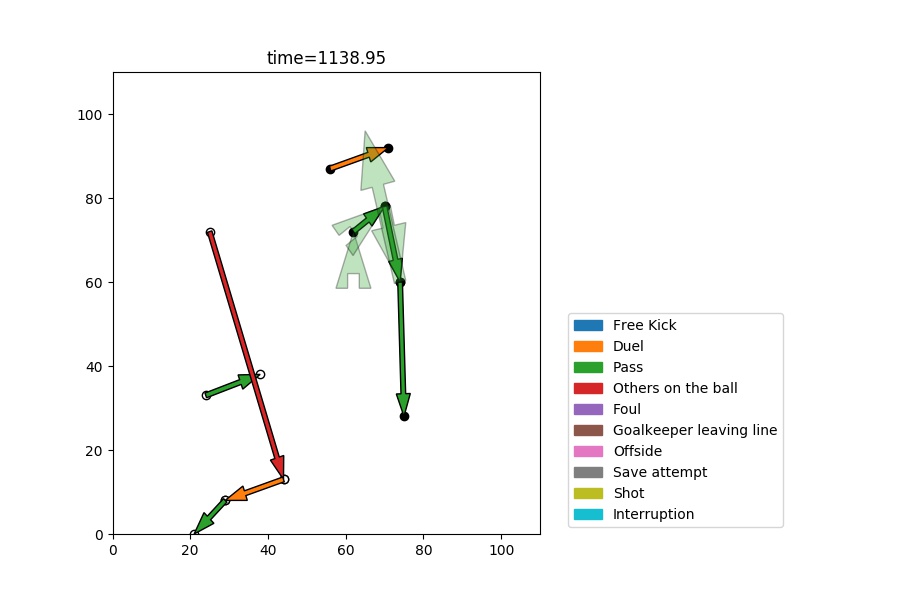 time=1138.95
100
80
60
40
20
0
0 20 40 60 80 100
Free Kick
Duel
Pass
Others on the ball
Foul
Goalkeeper leaving line
Offside
Save attempt
Shot
Interruption